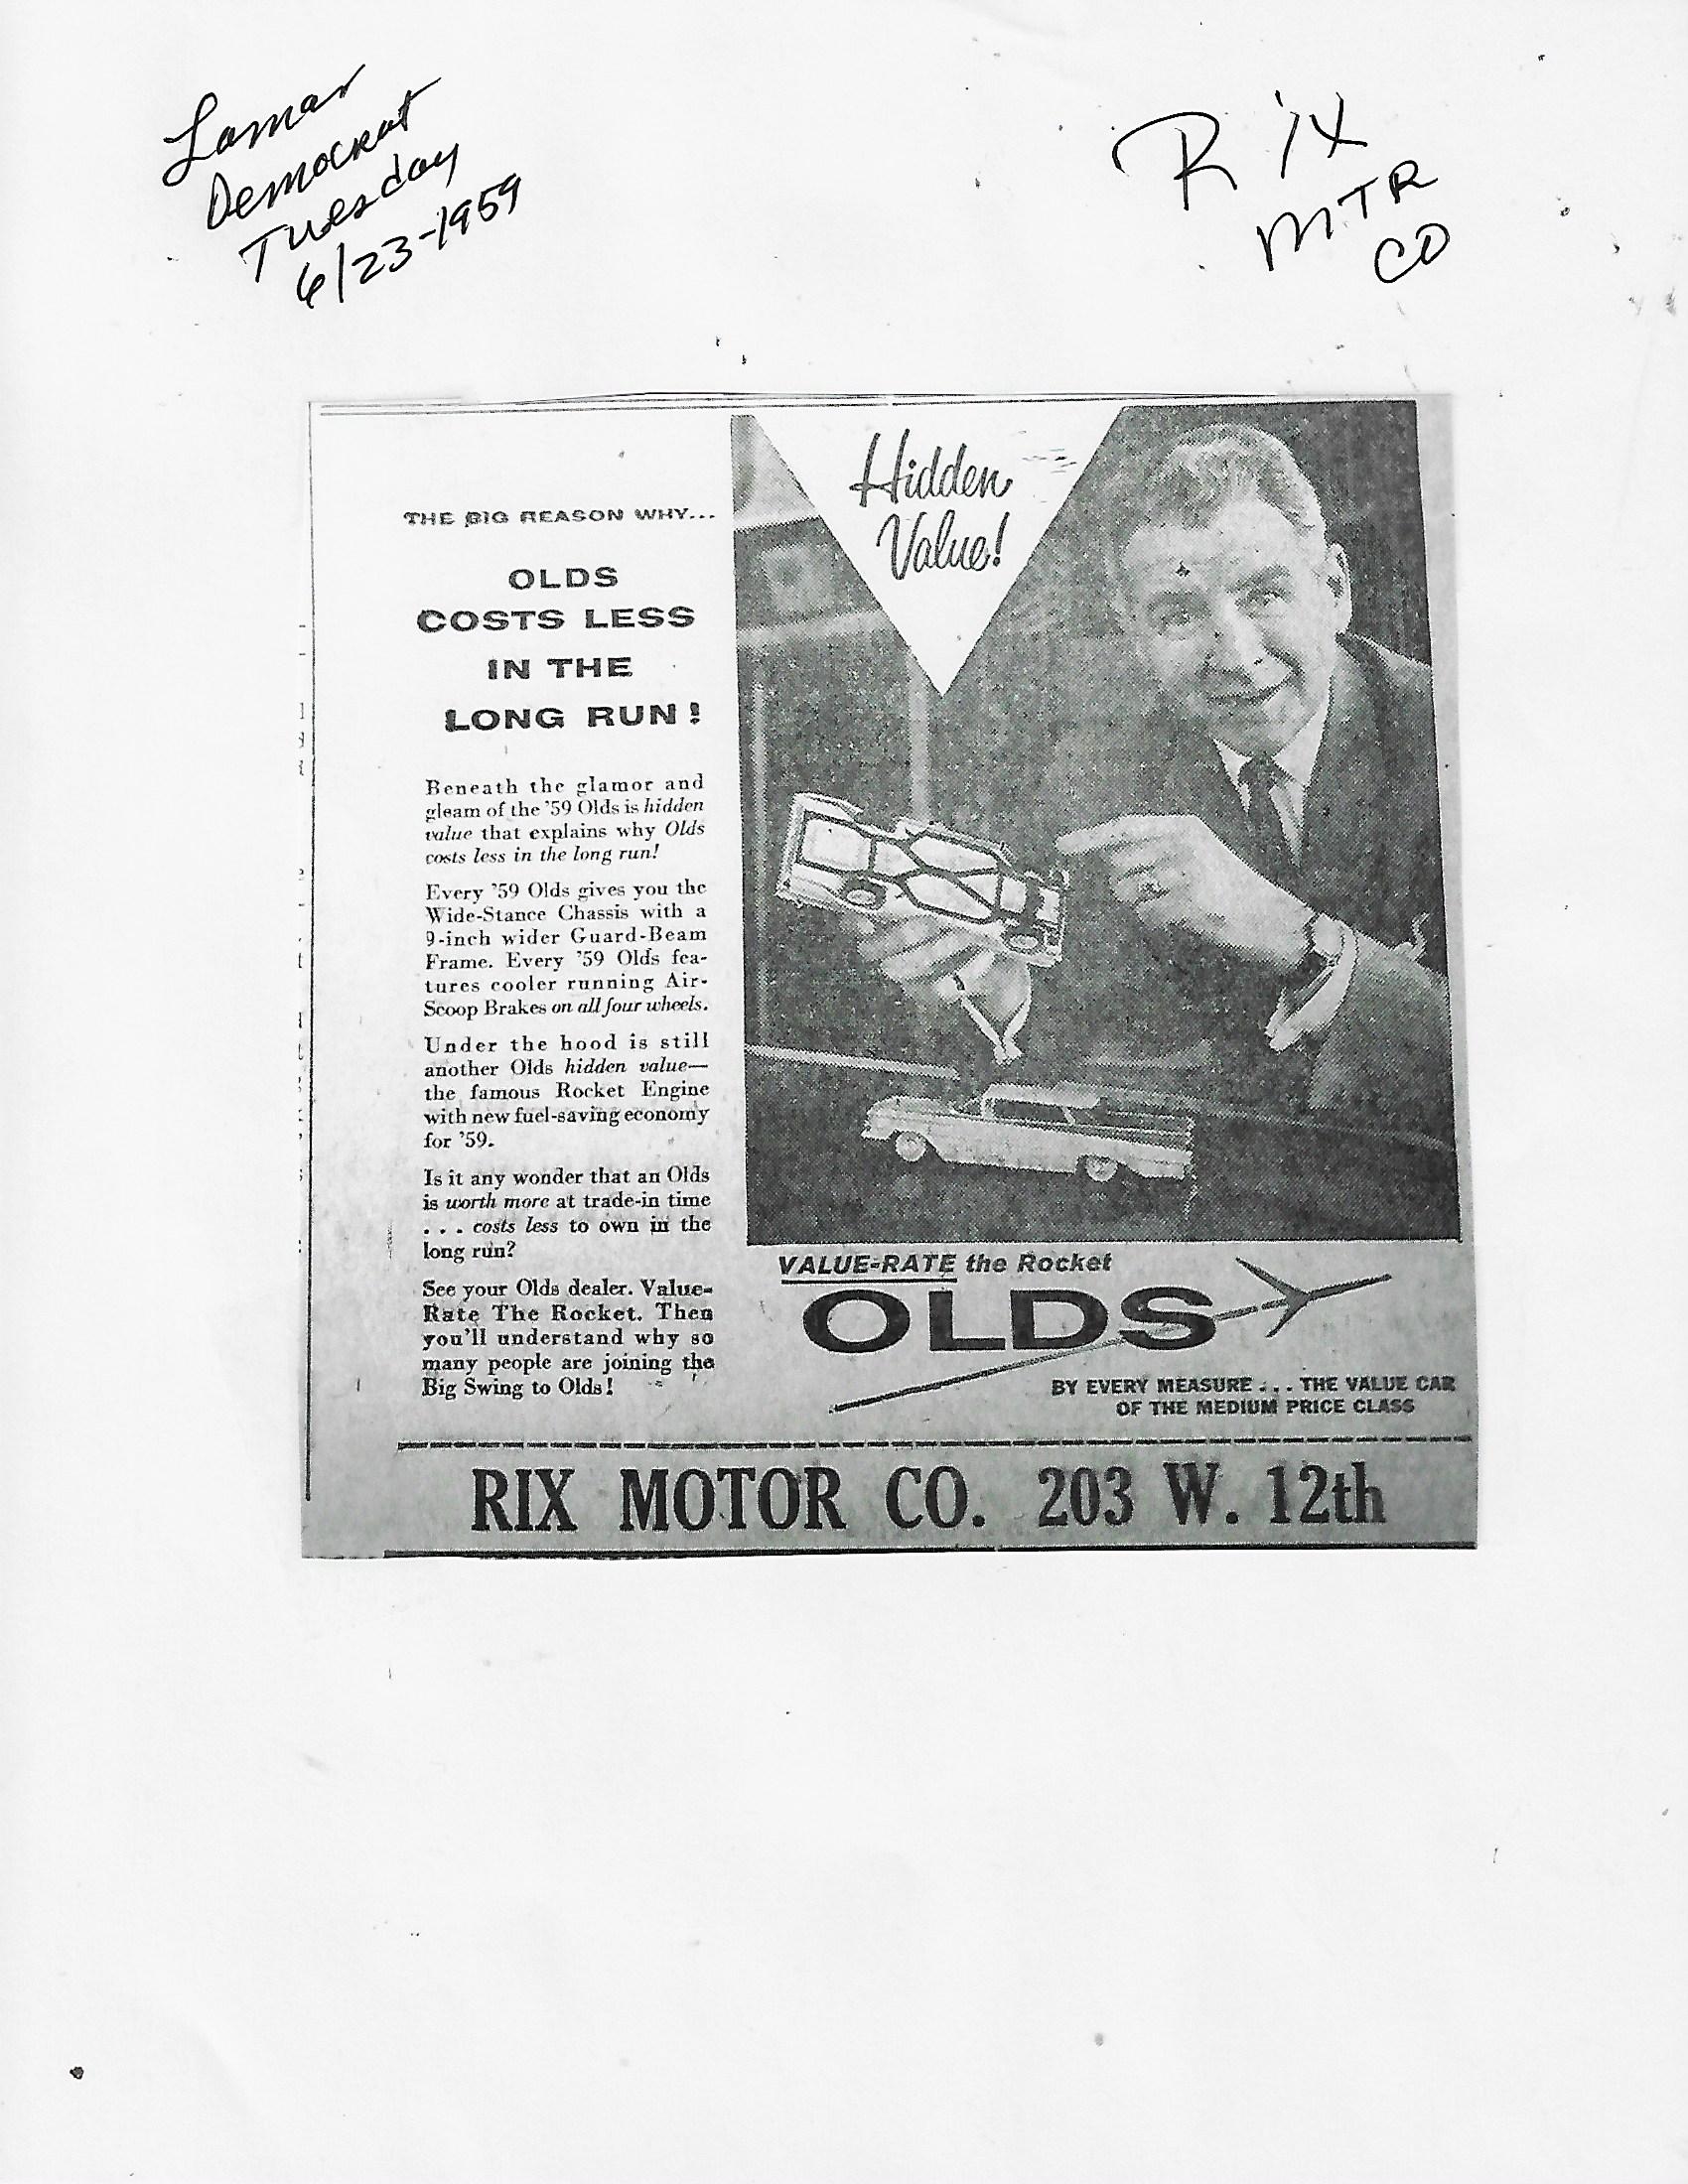 Lamar
Democrat
Tuesday
6/23-1959
Rix
MTR
CO
THE BIG REASON WHY...
OLDS
COSTS LESS
IN THE
LONG RUN!
Beneath the glamor and
gleam of the '59 Olds is hidden
value that explains why Olds
costs less in the long run!
Every '59 Olds gives you the
Wide-Stance Chassis with a
9-inch wider Guard-Beam
Frame. Every '59 Olds fea-
tures cooler running Air-
Scoop Brakes on all four wheels.
Under the hood is still
another Olds hidden value—
the famous Rocket Engine
with new fuel-saving economy
for '59.
Is it any wonder that an Olds
is worth more at trade-in time
. . . costs less to own in the
long run?
See your Olds dealer. Value-
Rate The Rocket. Then
you'll understand why so
many people are joining the
Big Swing to Olds!
Hidden
Value!
VALUE-RATE the Rocket
OLDS
BY EVERY MEASURE . . . THE VALUE CAR
OF THE MEDIUM PRICE CLASS
RIX MOTOR CO. 203 W. 12th